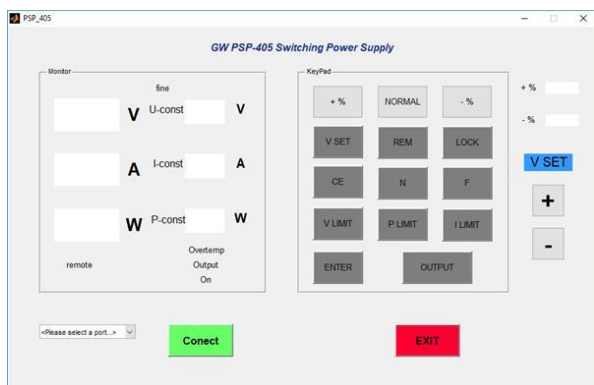 PSP_405
GW PSP-405 Switching Power Supply
Monitor
fine
V U-const V
A I-const A
W P-const W
remote
Overtemp
Output
On
KeyPad
+ % NORMAL - %
V SET REM LOCK
CE N F
V LIMIT P LIMIT I LIMIT
ENTER OUTPUT
+ %
- %
V SET
+
-
<Please select a port...>
Conect
EXIT